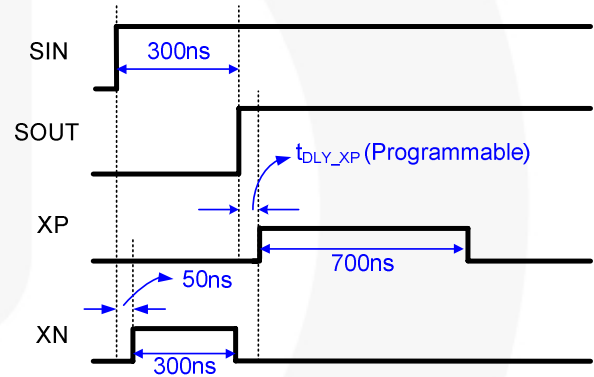 SIN
300ns
SOUT
tDLY_XP (Programmable)
XP
700ns
50ns
XN
300ns